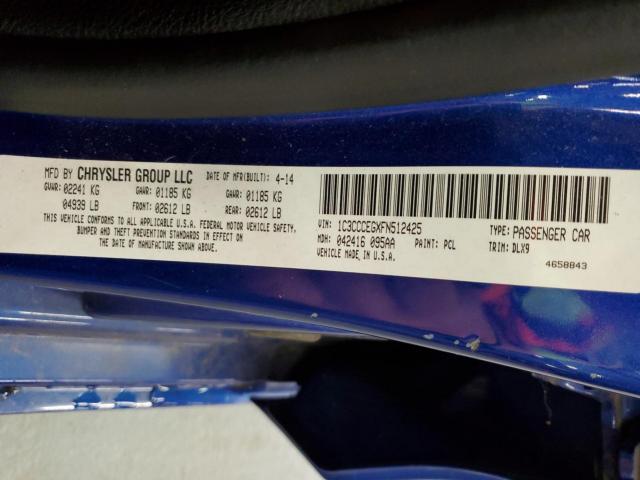 MFD BY CHRYSLER GROUP LLC DATE OF MFR(BUILT): 4-14
GVWR: 02241 KG GAWR: 01185 KG GAWR: 01185 KG
04939 LB FRONT: 02612 LB REAR: 02612 LB
THIS VEHICLE CONFORMS TO ALL APPLICABLE U.S.A. FEDERAL MOTOR VEHICLE SAFETY,
BUMPER, AND THEFT PREVENTION STANDARDS IN EFFECT ON
THE DATE OF MANUFACTURE SHOWN ABOVE.
VIN: 1C3CCCEGXFN512425 TYPE: PASSENGER CAR
MDH: 042416 095AA PAINT: PCL TRIM: DLX9
VEHICLE MADE IN U.S.A. 4658843